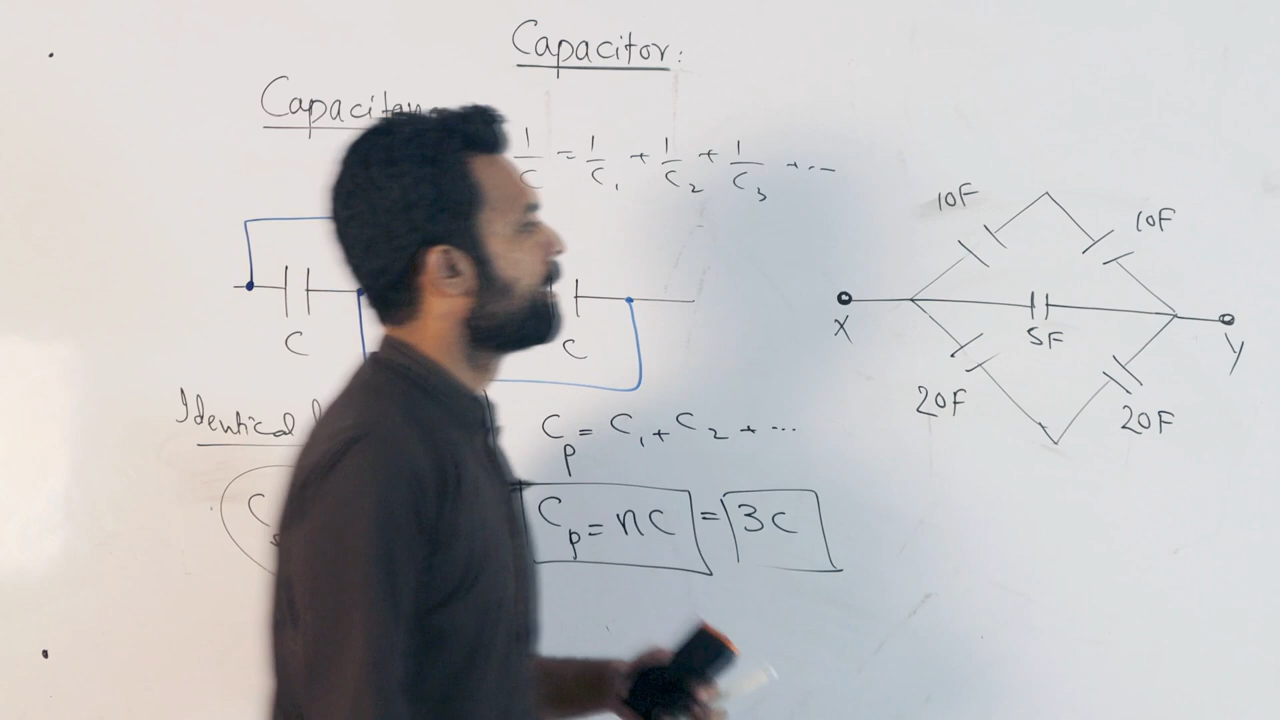 Capacitor:
1/C = 1/C₁ + 1/C₂ + 1/C₃ + ...
C
C
Identical
Cp = C₁ + C₂ + ...
Cp = nC = 3C
10F
10F
X
5F
Y
20F
20F